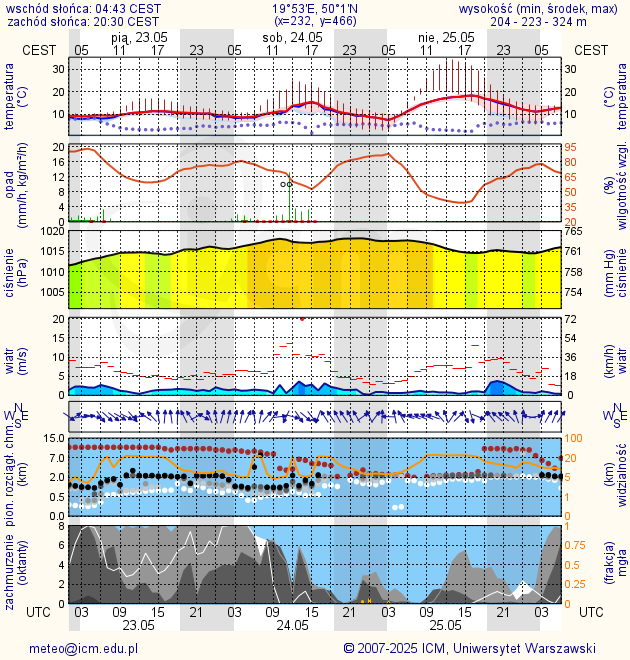 wschód słońca: 04:43 CEST 19°53'E, 50°1'N wysokość (min, środek, max)
zachód słońca: 20:30 CEST (x=232, y=466) 204 - 223 - 324 m
pią, 23.05 sob, 24.05 nie, 25.05
CEST 05 11 17 23 05 11 17 23 05 11 17 23 05 CEST
temperatura (°C) 30 20 10 30 20 10 temperatura (°C)
opad (mm/h, kg/m²/h) 20 16 12 8 4 0 95 80 65 50 35 20 (%) wilgotność wzgl.
ciśnienie (hPa) 1020 1015 1010 1005 765 761 758 754 (mm Hg) ciśnienie
wiatr (m/s) 20 15 10 5 0 72 54 36 18 0 (km/h) wiatr
N W E S N W E S
pion. rozciągł. chm. (km) 15.0 7.0 2.0 0.5 0.0 100 20 5 1 0 (km) widzialność
zachmurzenie (oktanty) 8 6 4 2 0 1 0.75 0.5 0.25 0 (frakcja) mgła
UTC 03 09 15 21 03 09 15 21 03 09 15 21 03 UTC
23.05 24.05 25.05
meteo@icm.edu.pl © 2007-2025 ICM, Uniwersytet Warszawski